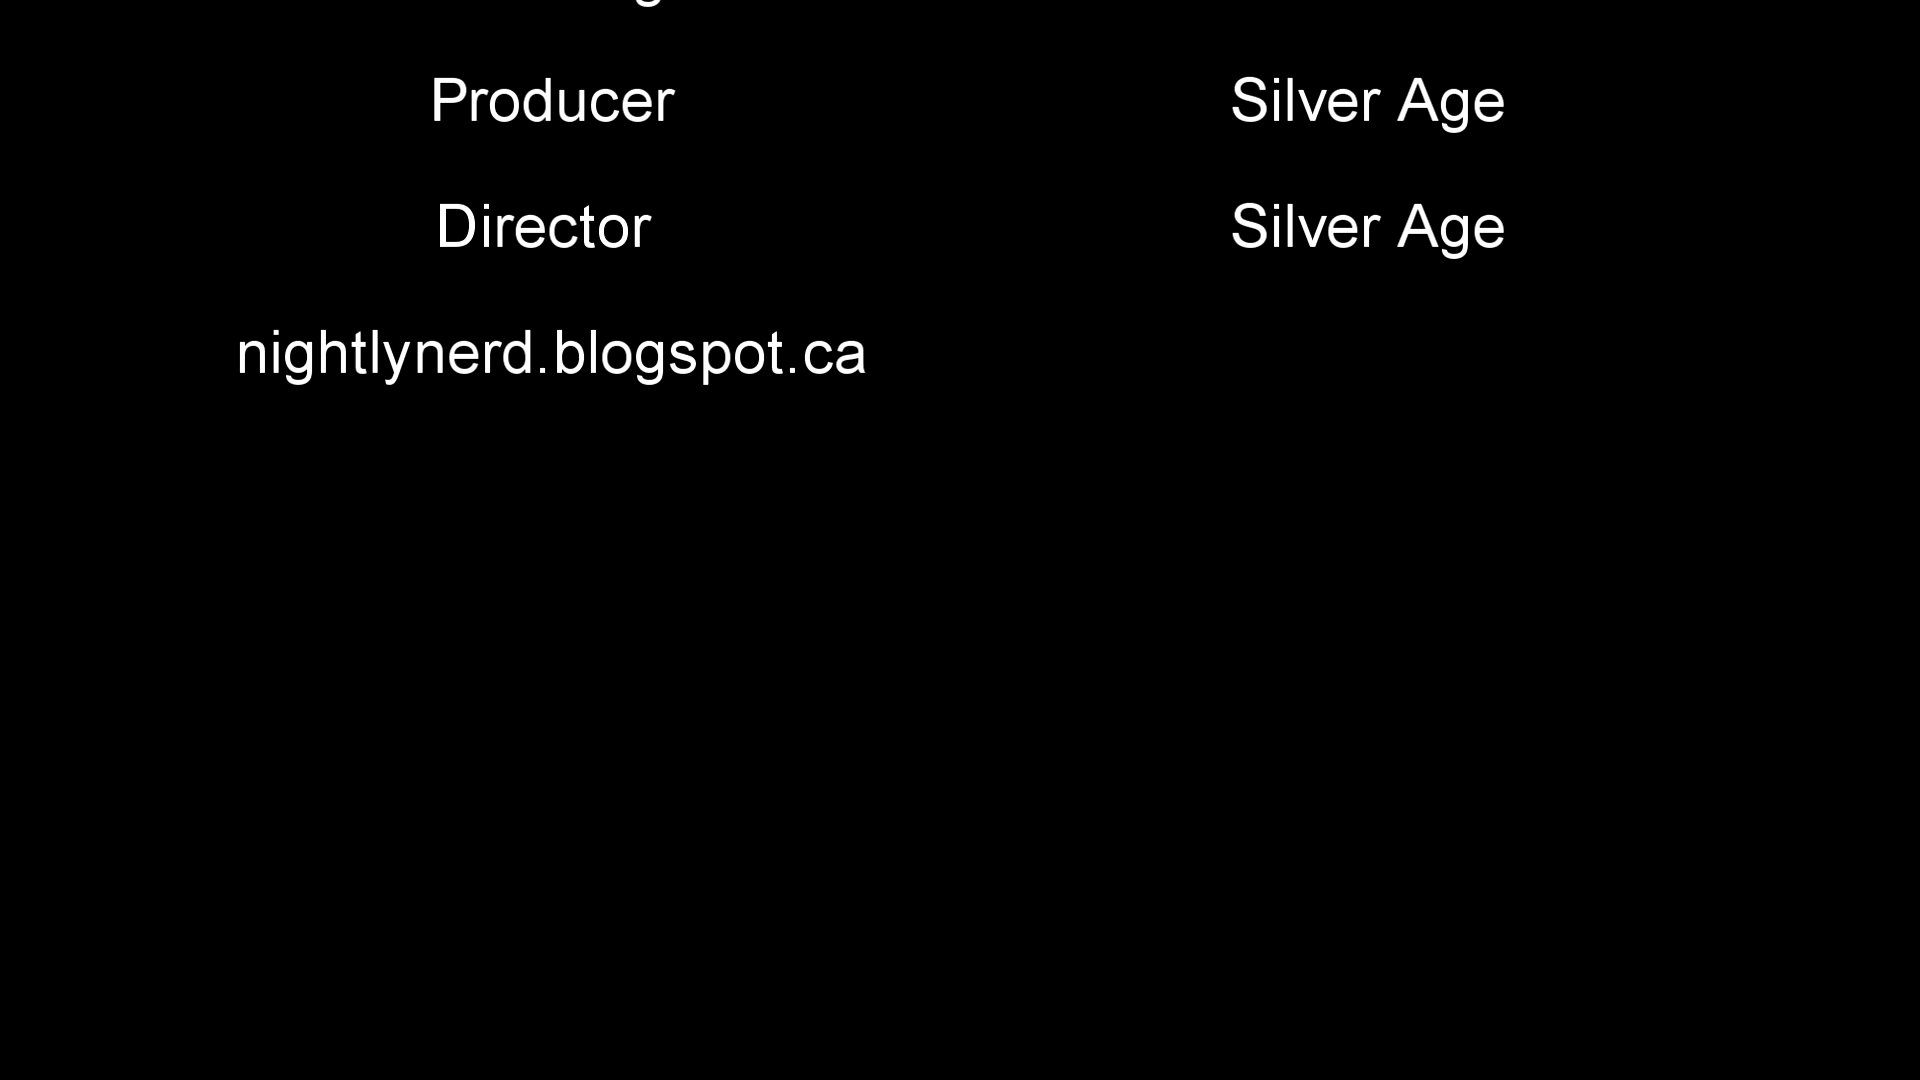 Producer Silver Age
Director Silver Age
nightlynerd.blogspot.ca